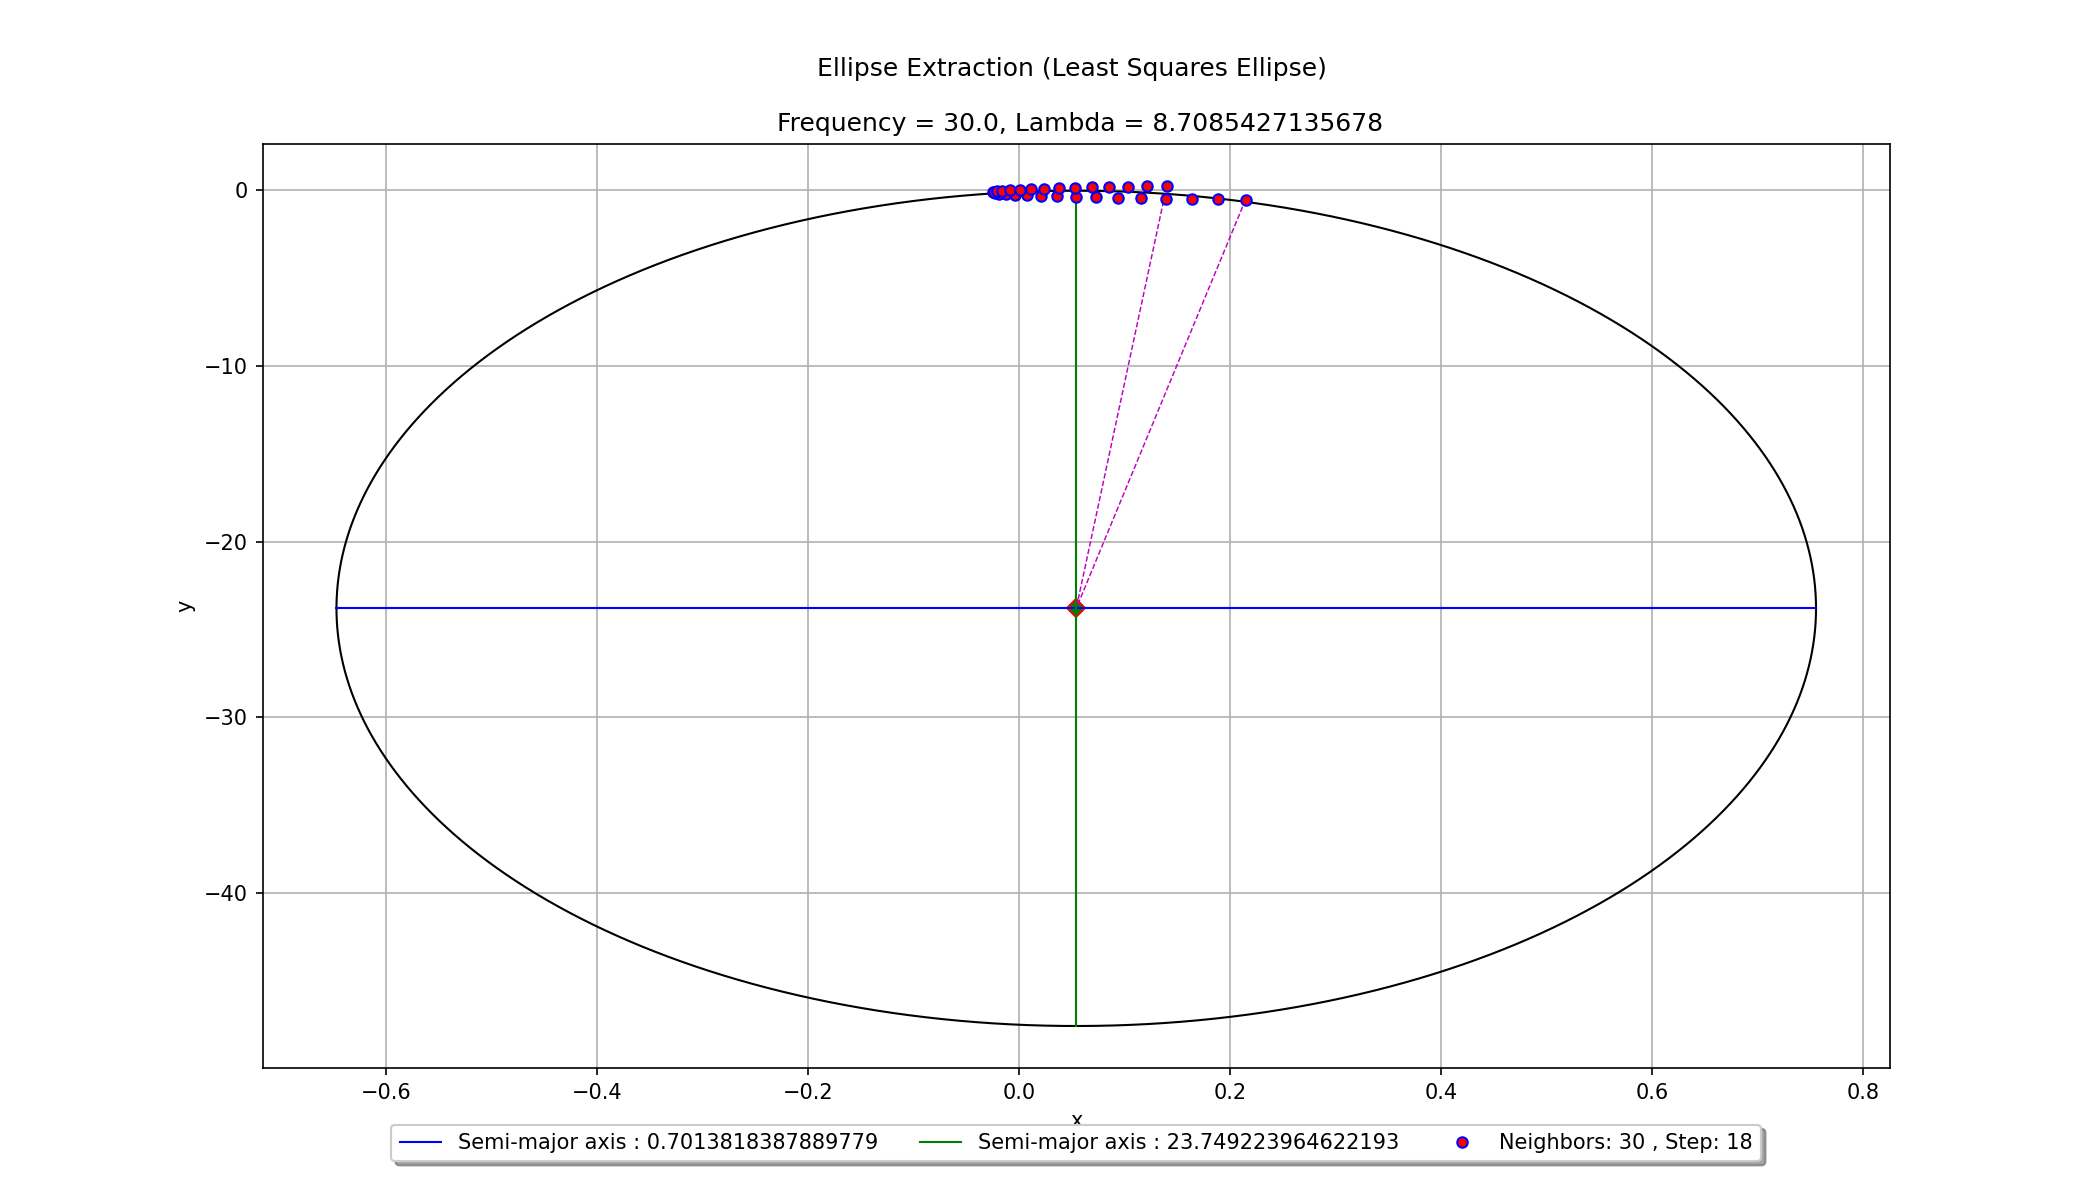 Ellipse Extraction (Least Squares Ellipse)
Frequency = 30.0, Lambda = 8.7085427135678
0
−10
−20
−30
−40
y
−0.6 −0.4 −0.2 0.0 0.2 0.4 0.6 0.8
x
Semi-major axis : 0.7013818387889779 Semi-major axis : 23.749223964622193 Neighbors: 30 , Step: 18